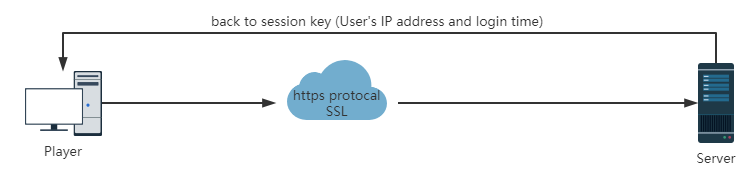 back to session key (User's IP address and login time)
https protocal
SSL
Player
Server